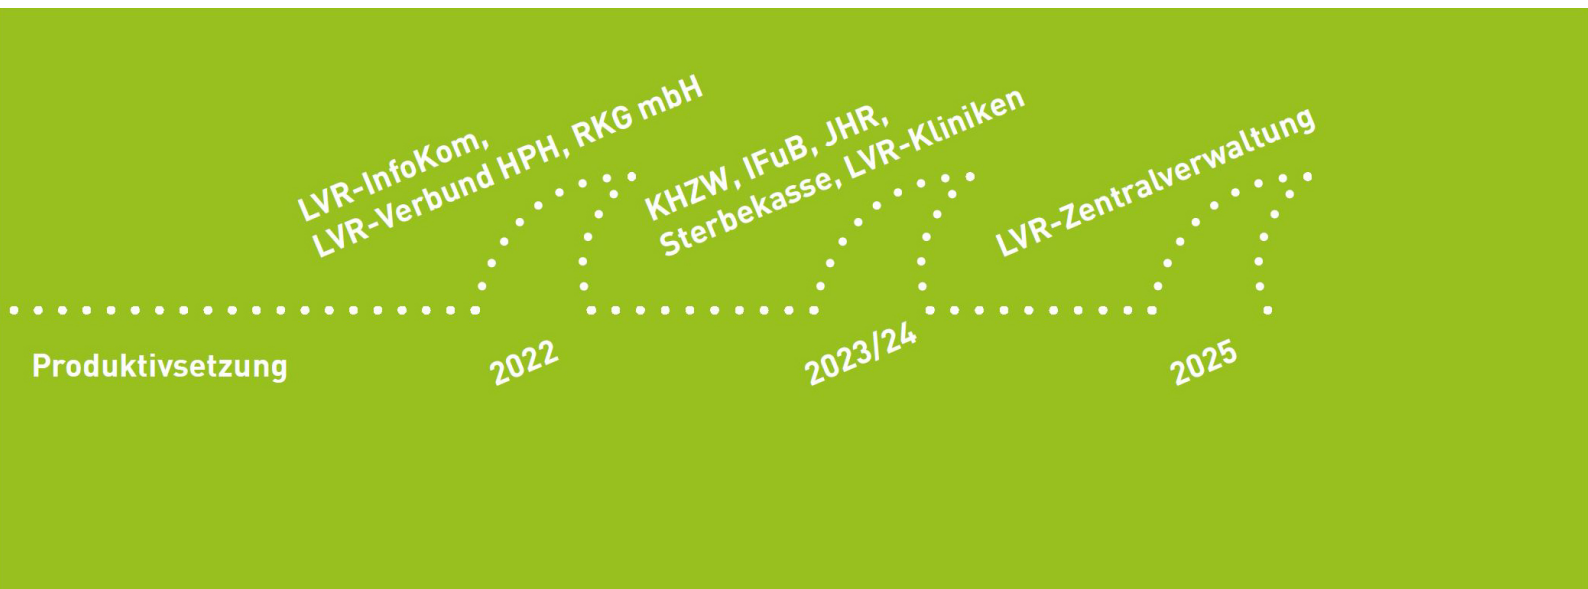 LVR-InfoKom,
LVR-Verbund HPH, RKG mbH
KHZW, IFuB, JHR,
Sterbekasse, LVR-Kliniken
LVR-Zentralverwaltung
Produktivsetzung
2022
2023/24
2025